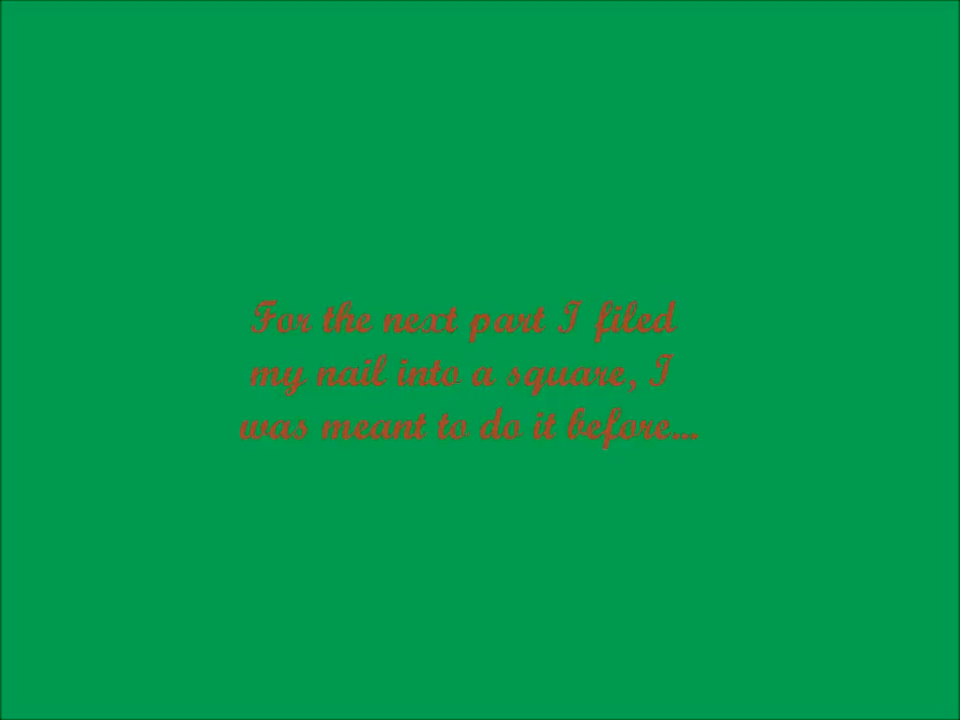 For the next part I filed
my nail into a square, I
was meant to do it before...